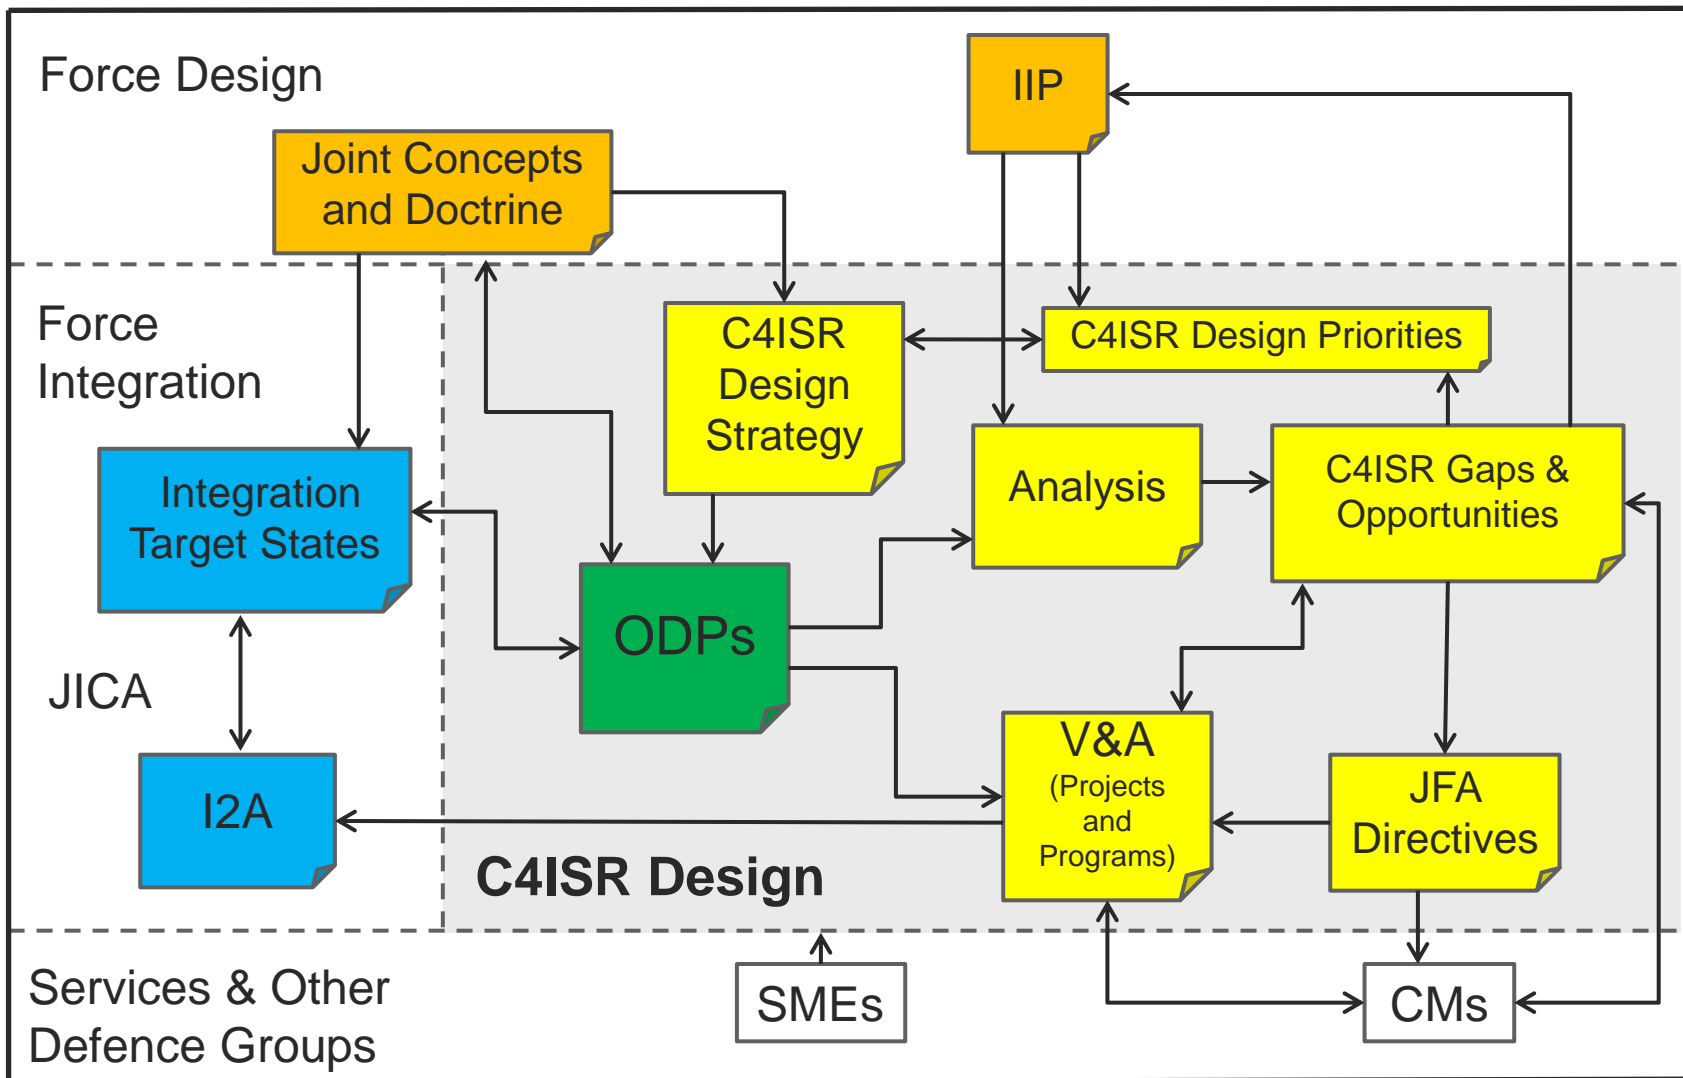 Force Design
IIP
Joint Concepts
and Doctrine
Force
Integration
C4ISR
Design
Strategy
C4ISR Design Priorities
Integration
Target States
Analysis
C4ISR Gaps &
Opportunities
ODPs
JICA
I2A
V&A
(Projects
and
Programs)
JFA
Directives
C4ISR Design
Services & Other
Defence Groups
SMEs
CMs